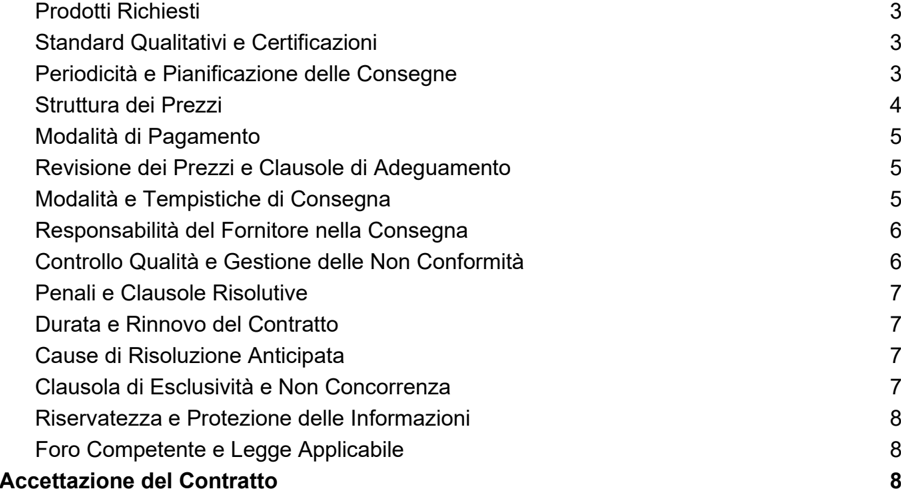 Prodotti Richiesti 3
Standard Qualitativi e Certificazioni 3
Periodicità e Pianificazione delle Consegne 3
Struttura dei Prezzi 4
Modalità di Pagamento 5
Revisione dei Prezzi e Clausole di Adeguamento 5
Modalità e Tempistiche di Consegna 5
Responsabilità del Fornitore nella Consegna 6
Controllo Qualità e Gestione delle Non Conformità 6
Penali e Clausole Risolutive 7
Durata e Rinnovo del Contratto 7
Cause di Risoluzione Anticipata 7
Clausola di Esclusività e Non Concorrenza 7
Riservatezza e Protezione delle Informazioni 8
Foro Competente e Legge Applicabile 8
Accettazione del Contratto 8